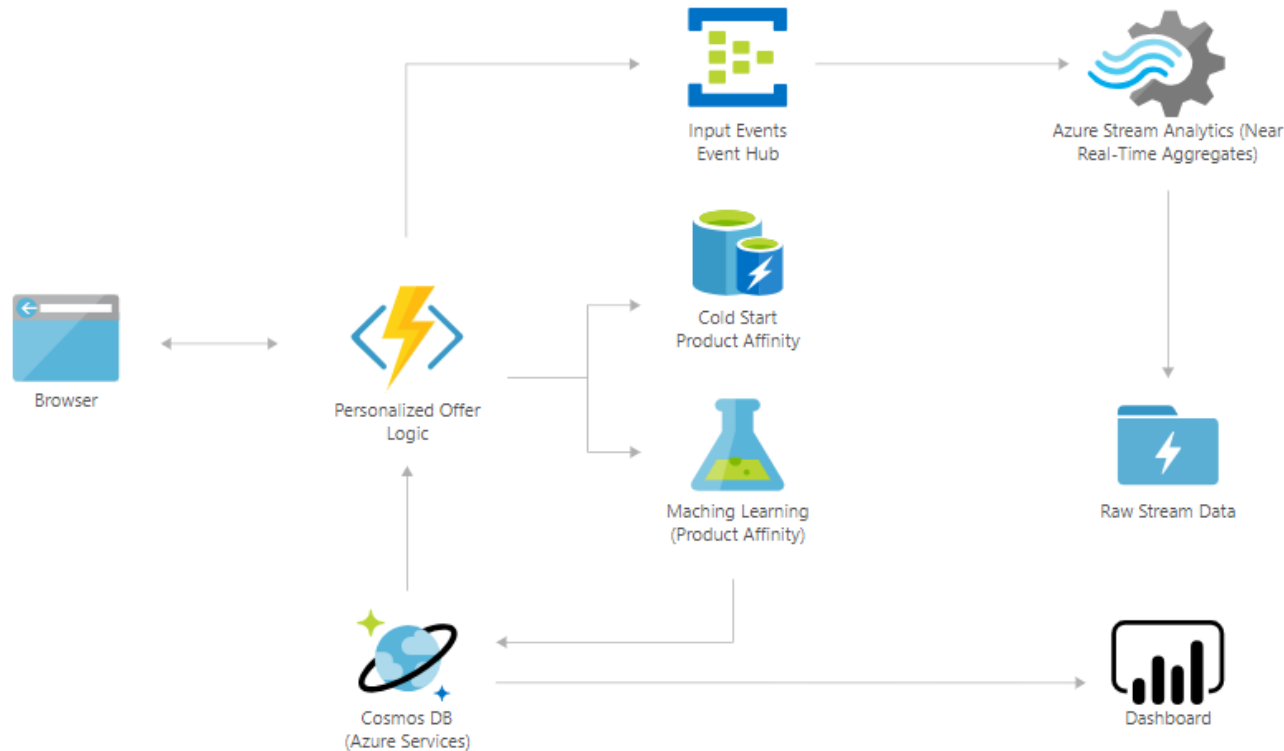 Input Events
Event Hub
Azure Stream Analytics (Near
Real-Time Aggregates)
Cold Start
Product Affinity
Browser
Personalized Offer
Logic
Maching Learning
(Product Affinity)
Raw Stream Data
Cosmos DB
(Azure Services)
Dashboard